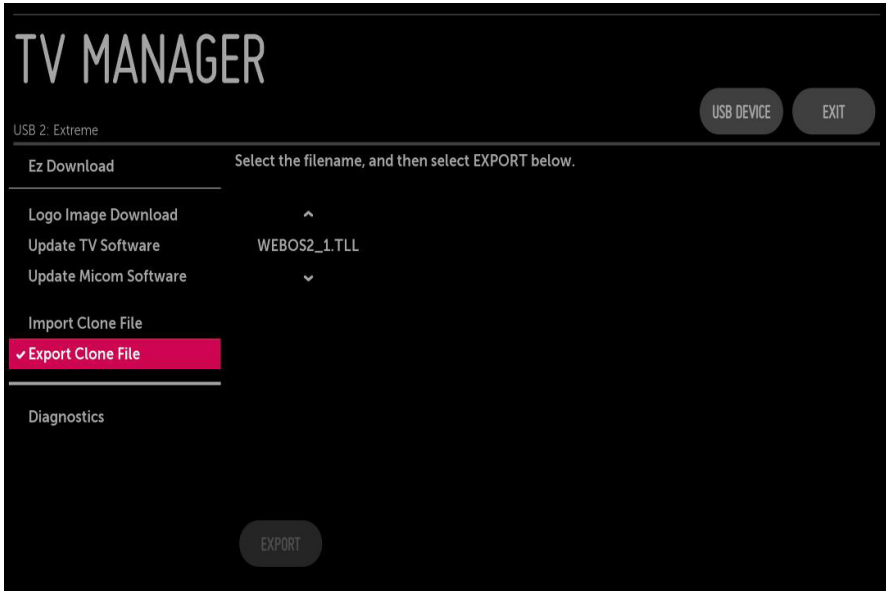 TV MANAGER
USB DEVICE
EXIT
USB 2: Extreme
Ez Download
Select the filename, and then select EXPORT below.
Logo Image Download
Update TV Software
WEBOS2_1.TLL
Update Micom Software
Import Clone File
Export Clone File
Diagnostics
EXPORT